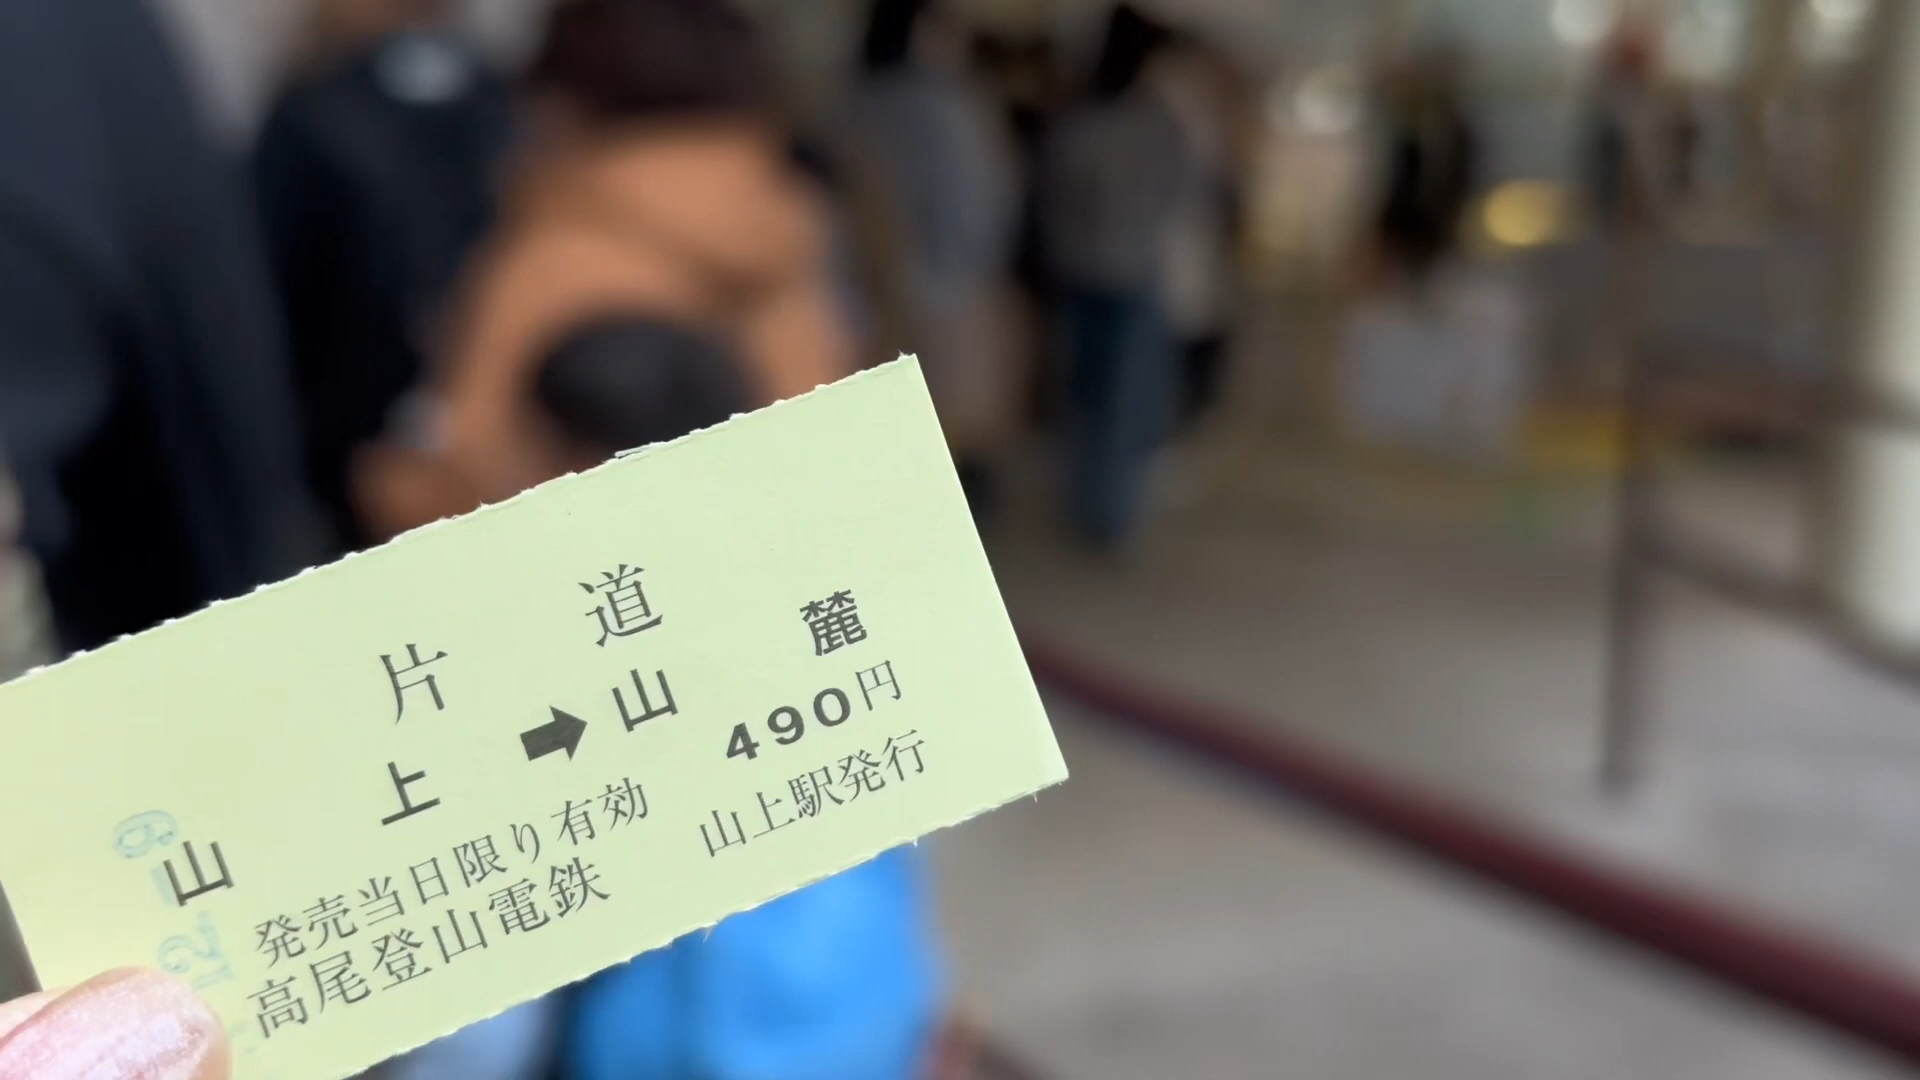 片道
山上➡山麓
490円
発売当日限り有効
高尾登山電鉄
山上駅発行